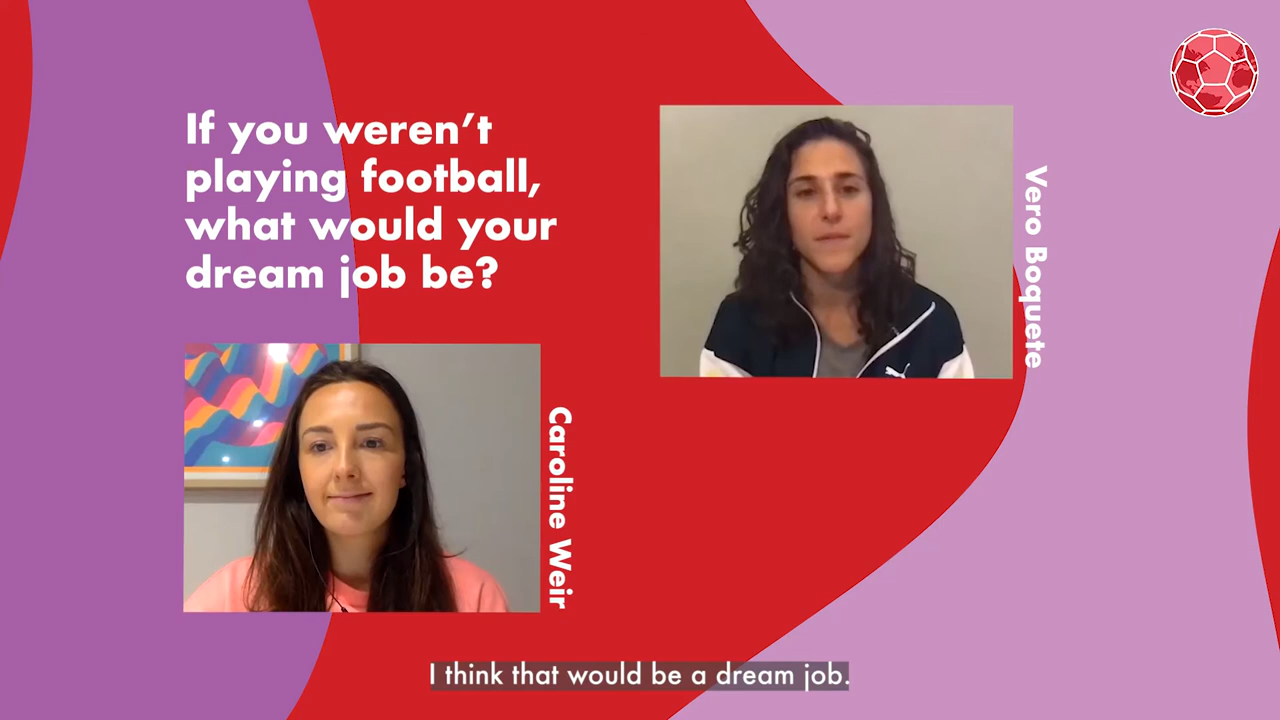 If you weren't
playing football,
what would your
dream job be?
Vero Boquete
Caroline Weir
I think that would be a dream job.